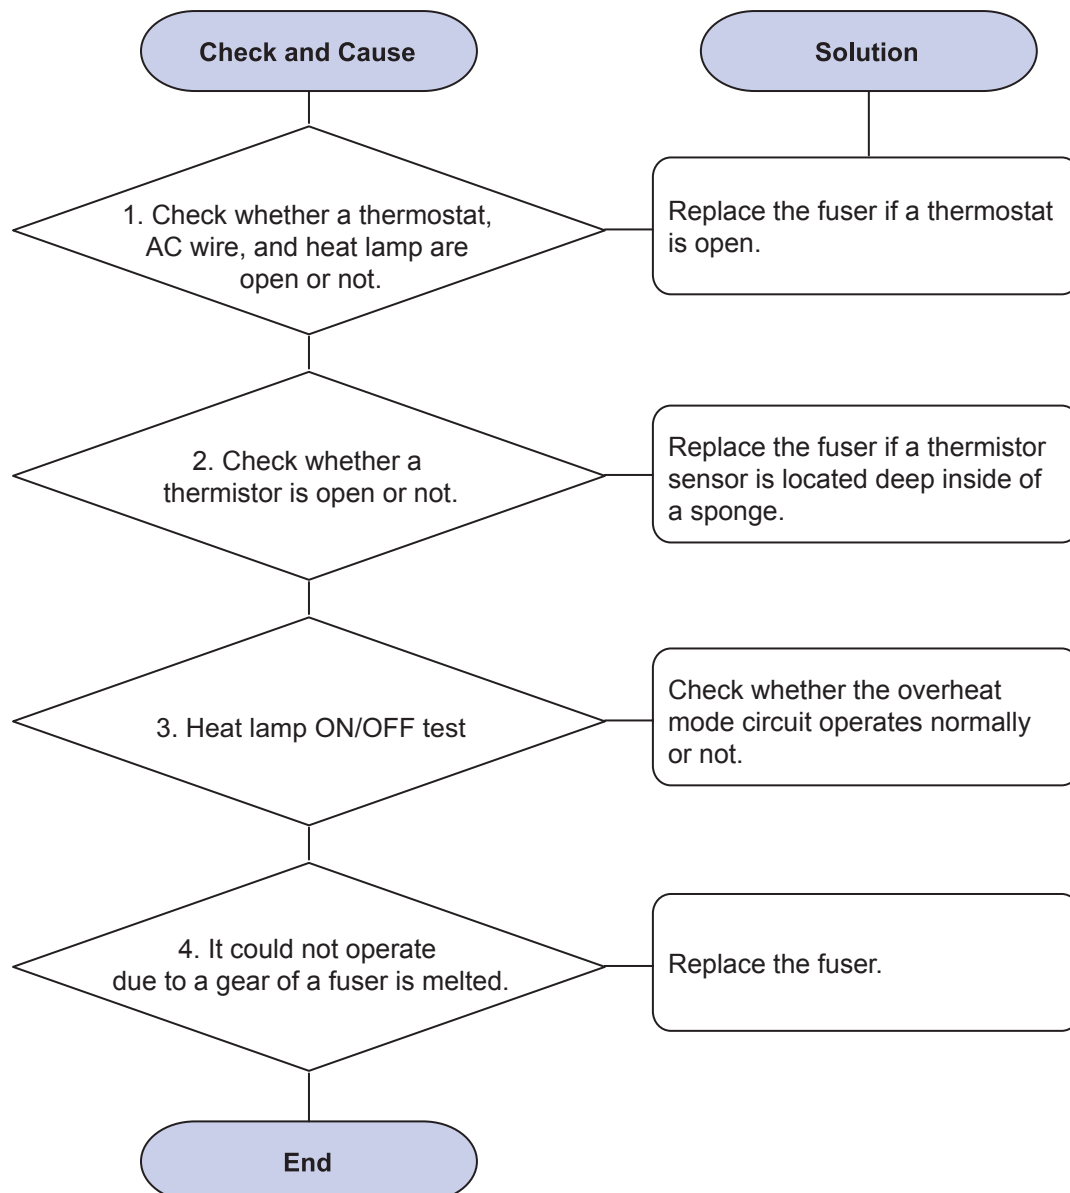 Check and Cause
Solution
1. Check whether a thermostat,
AC wire, and heat lamp are
open or not.
Replace the fuser if a thermostat
is open.
2. Check whether a
thermistor is open or not.
Replace the fuser if a thermistor
sensor is located deep inside of
a sponge.
3. Heat lamp ON/OFF test
Check whether the overheat
mode circuit operates normally
or not.
4. It could not operate
due to a gear of a fuser is melted.
Replace the fuser.
End